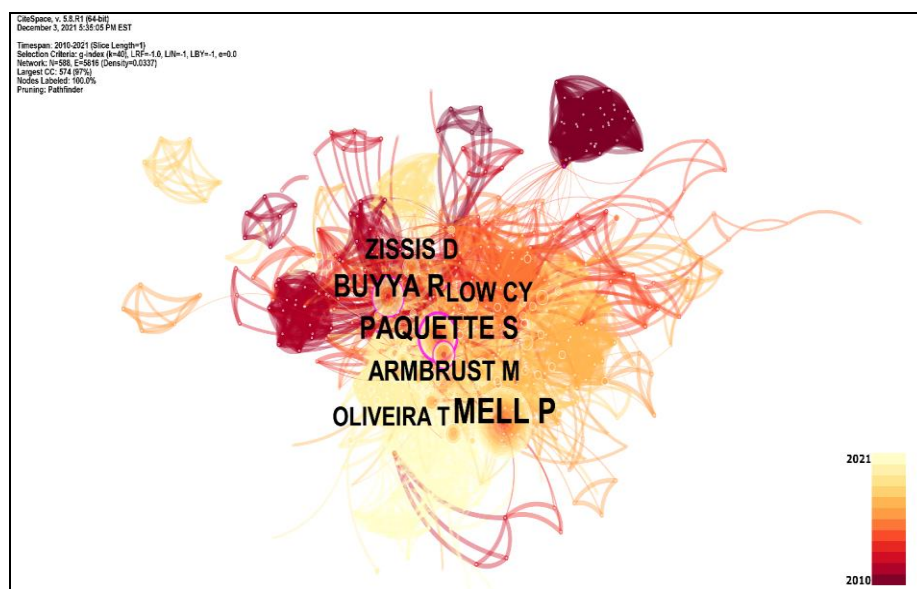 CiteSpace, v. 5.8.R1 (64-bit)
December 3, 2021 5:35:05 PM EST
Timespan: 2010-2021 (Slice Length=1)
Selection Criteria: g-index (k=40), LRF=-1.0, L/N=-1, LBY=-1, e=0.0
Network: N=588, E=5816 (Density=0.0337)
Largest CC: 574 (97%)
Nodes Labeled: 100.0%
Pruning: Pathfinder
ZISSIS D
BUYYA R LOW CY
PAQUETTE S
ARMBRUST M
OLIVEIRA T MELL P
2021
2010